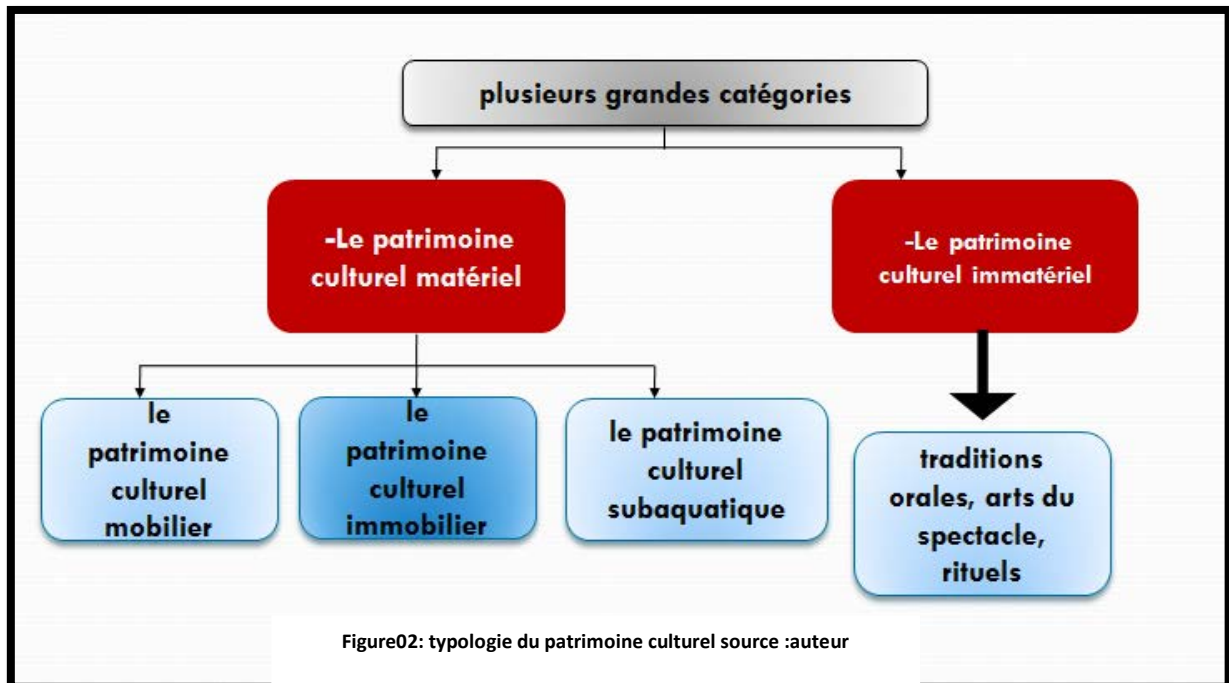 plusieurs grandes catégories
-Le patrimoine
culturel matériel
-Le patrimoine
culturel immatériel
le
patrimoine
culturel
mobilier
le
patrimoine
culturel
immobilier
le patrimoine
culturel
subaquatique
traditions
orales, arts du
spectacle,
rituels
Figure02: typologie du patrimoine culturel source :auteur